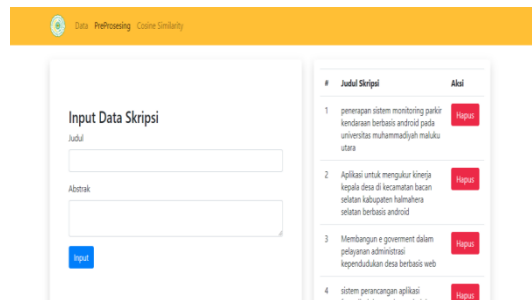 Data PreProsesing Cosine Similarity
Input Data Skripsi
Judul
Abstrak
Input
# Judul Skripsi Aksi
1 penerapan sistem monitoring parkir Hapus
kendaraan berbasis android pada
universitas muhammadiyah maluku
utara
2 Aplikasi untuk mengukur kinerja Hapus
kepala desa di kecamatan bacan
selatan kabupaten halmahera
selatan berbasis android
3 Membangun e goverment dalam Hapus
pelayanan administrasi
kependudukan desa berbasis web
4 sistem perancangan aplikasi Hapus